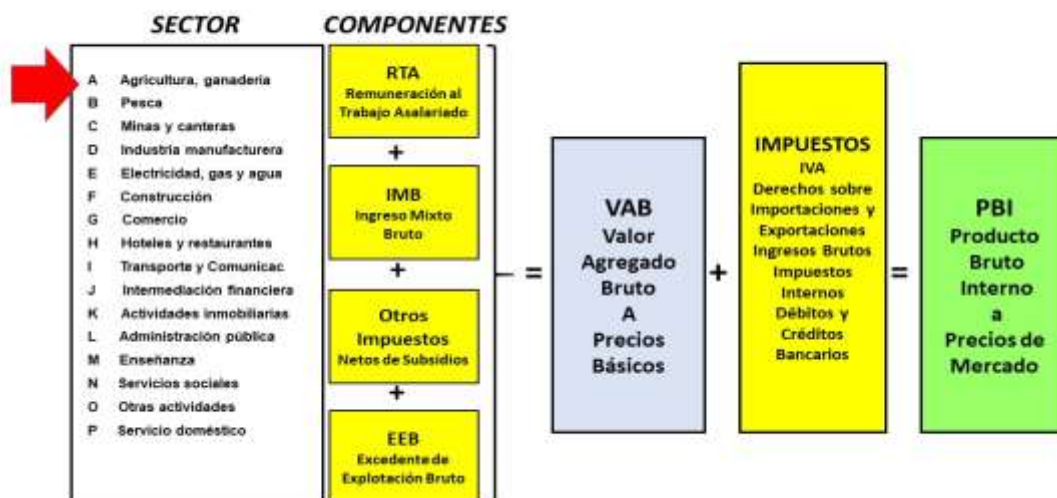 SECTOR
A Agricultura, ganadería
B Pesca
C Minas y canteras
D Industria manufacturera
E Electricidad, gas y agua
F Construcción
G Comercio
H Hoteles y restaurantes
I Transporte y Comunicac
J Intermediación financiera
K Actividades inmobiliarias
L Administración pública
M Enseñanza
N Servicios sociales
O Otras actividades
P Servicio doméstico
COMPONENTES
RTA
Remuneración al
Trabajo Asalariado
+
IMB
Ingreso Mixto
Bruto
+
Otros
Impuestos
Netos de Subsidios
+
EEB
Excedente de
Explotación Bruto
=
VAB
Valor
Agregado
Bruto
A
Precios
Básicos
+
IMPUESTOS
IVA
Derechos sobre
Importaciones y
Exportaciones
Ingresos Brutos
Impuestos
Internos
Débitos y
Créditos
Bancarios
=
PBI
Producto
Bruto
Interno
a
Precios de
Mercado